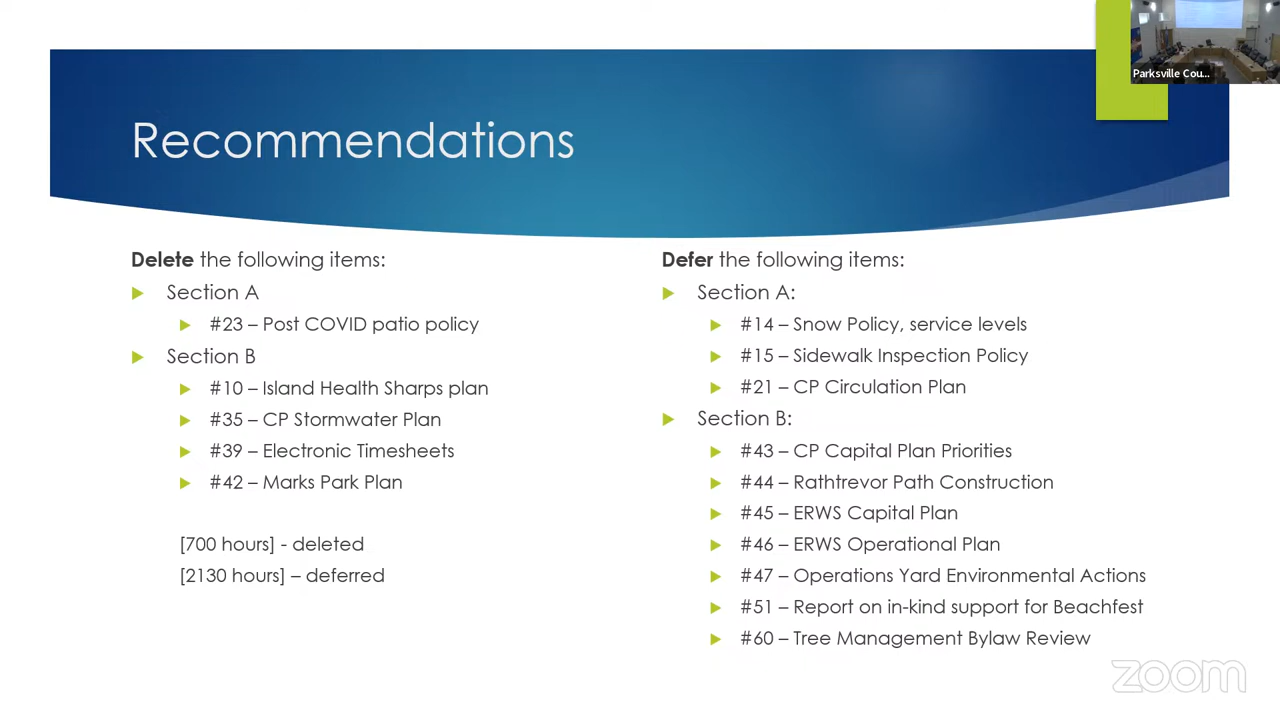 Parksville Cou...
Recommendations
Delete the following items:
Section A
#23 – Post COVID patio policy
Section B
#10 – Island Health Sharps plan
#35 – CP Stormwater Plan
#39 – Electronic Timesheets
#42 – Marks Park Plan
[700 hours] - deleted
[2130 hours] – deferred
Defer the following items:
Section A:
#14 – Snow Policy, service levels
#15 – Sidewalk Inspection Policy
#21 – CP Circulation Plan
Section B:
#43 – CP Capital Plan Priorities
#44 – Rathtrevor Path Construction
#45 – ERWS Capital Plan
#46 – ERWS Operational Plan
#47 – Operations Yard Environmental Actions
#51 – Report on in-kind support for Beachfest
#60 – Tree Management Bylaw Review
zoom